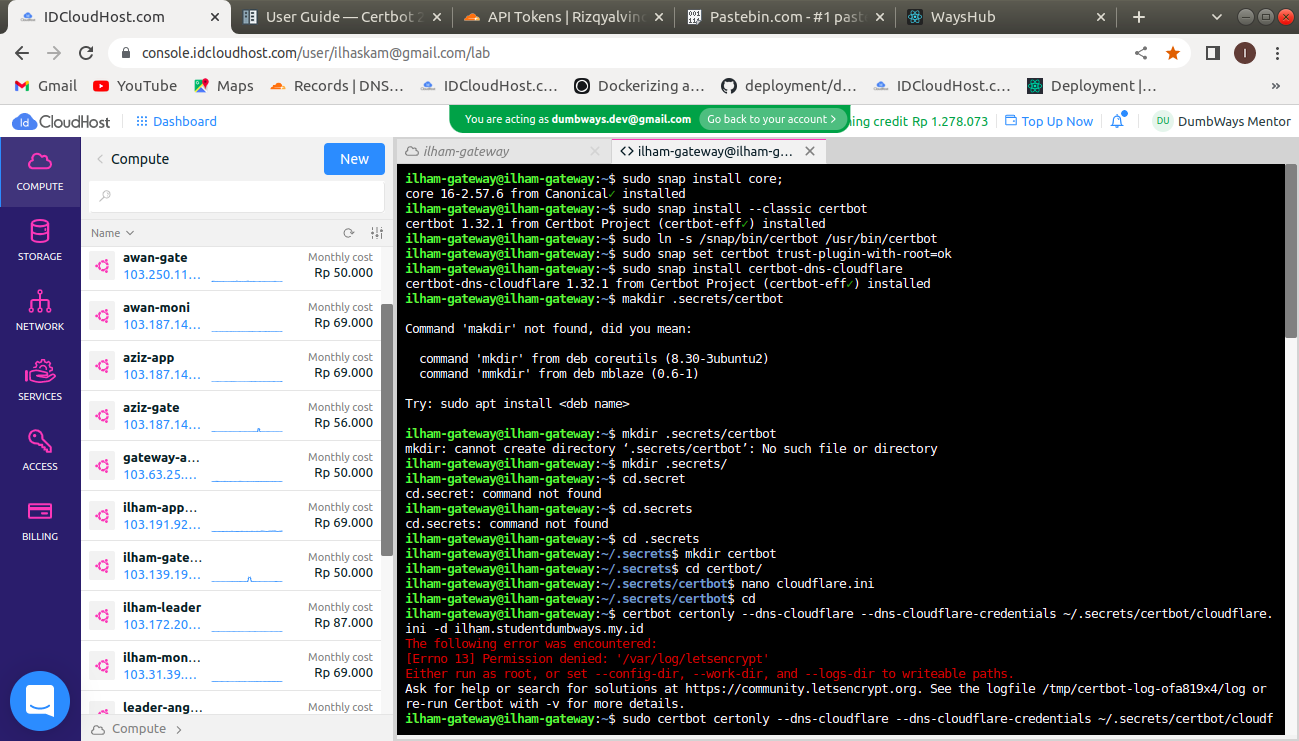 IDCloudHost.com
User Guide — Certbot 2
API Tokens | Rizqyalvin
Pastebin.com - #1 past
WaysHub
console.idcloudhost.com/user/ilhaskam@gmail.com/lab
I
Gmail
YouTube
Maps
Records | DNS…
IDCloudHost.c…
Dockerizing a…
deployment/d…
IDCloudHost.c…
Deployment |…
»
Id CloudHost
Dashboard
You are acting as dumbways.dev@gmail.com
Go back to your account >
ning credit Rp 1.278.073
Top Up Now
DU
DumbWays Mentor
COMPUTE
STORAGE
NETWORK
SERVICES
ACCESS
BILLING
Compute
New
Name
awan-gate
Monthly cost
103.250.11…
Rp 50.000
awan-moni
Monthly cost
103.187.14…
Rp 69.000
aziz-app
Monthly cost
103.187.14…
Rp 69.000
aziz-gate
Monthly cost
103.187.14…
Rp 56.000
gateway-a…
Monthly cost
103.63.25.…
Rp 50.000
ilham-app…
Monthly cost
103.191.92…
Rp 69.000
ilham-gate…
Monthly cost
103.139.19…
Rp 50.000
ilham-leader
Monthly cost
103.172.20…
Rp 87.000
ilham-mon…
Monthly cost
103.31.39.…
Rp 69.000
leader-ang…
Monthly cost
Compute >
ilham-gateway
<> ilham-gateway@ilham-g…
ilham-gateway@ilham-gateway:~$ sudo snap install core;
core 16-2.57.6 from Canonical✓ installed
ilham-gateway@ilham-gateway:~$ sudo snap install --classic certbot
certbot 1.32.1 from Certbot Project (certbot-eff✓) installed
ilham-gateway@ilham-gateway:~$ sudo ln -s /snap/bin/certbot /usr/bin/certbot
ilham-gateway@ilham-gateway:~$ sudo snap set certbot trust-plugin-with-root=ok
ilham-gateway@ilham-gateway:~$ sudo snap install certbot-dns-cloudflare
certbot-dns-cloudflare 1.32.1 from Certbot Project (certbot-eff✓) installed
ilham-gateway@ilham-gateway:~$ makdir .secrets/certbot
Command 'makdir' not found, did you mean:
command 'mkdir' from deb coreutils (8.30-3ubuntu2)
command 'mmkdir' from deb mblaze (0.6-1)
Try: sudo apt install <deb name>
ilham-gateway@ilham-gateway:~$ mkdir .secrets/certbot
mkdir: cannot create directory ‘.secrets/certbot’: No such file or directory
ilham-gateway@ilham-gateway:~$ mkdir .secrets/
ilham-gateway@ilham-gateway:~$ cd.secret
cd.secret: command not found
ilham-gateway@ilham-gateway:~$ cd.secrets
cd.secrets: command not found
ilham-gateway@ilham-gateway:~$ cd .secrets
ilham-gateway@ilham-gateway:~/.secrets$ mkdir certbot
ilham-gateway@ilham-gateway:~/.secrets$ cd certbot/
ilham-gateway@ilham-gateway:~/.secrets/certbot$ nano cloudflare.ini
ilham-gateway@ilham-gateway:~/.secrets/certbot$ cd
ilham-gateway@ilham-gateway:~$ certbot certonly --dns-cloudflare --dns-cloudflare-credentials ~/.secrets/certbot/cloudflare.
ini -d ilham.studentdumbways.my.id
The following error was encountered:
[Errno 13] Permission denied: '/var/log/letsencrypt'
Either run as root, or set --config-dir, --work-dir, and --logs-dir to writeable paths.
Ask for help or search for solutions at https://community.letsencrypt.org. See the logfile /tmp/certbot-log-ofa819x4/log or
re-run Certbot with -v for more details.
ilham-gateway@ilham-gateway:~$ sudo certbot certonly --dns-cloudflare --dns-cloudflare-credentials ~/.secrets/certbot/cloudf